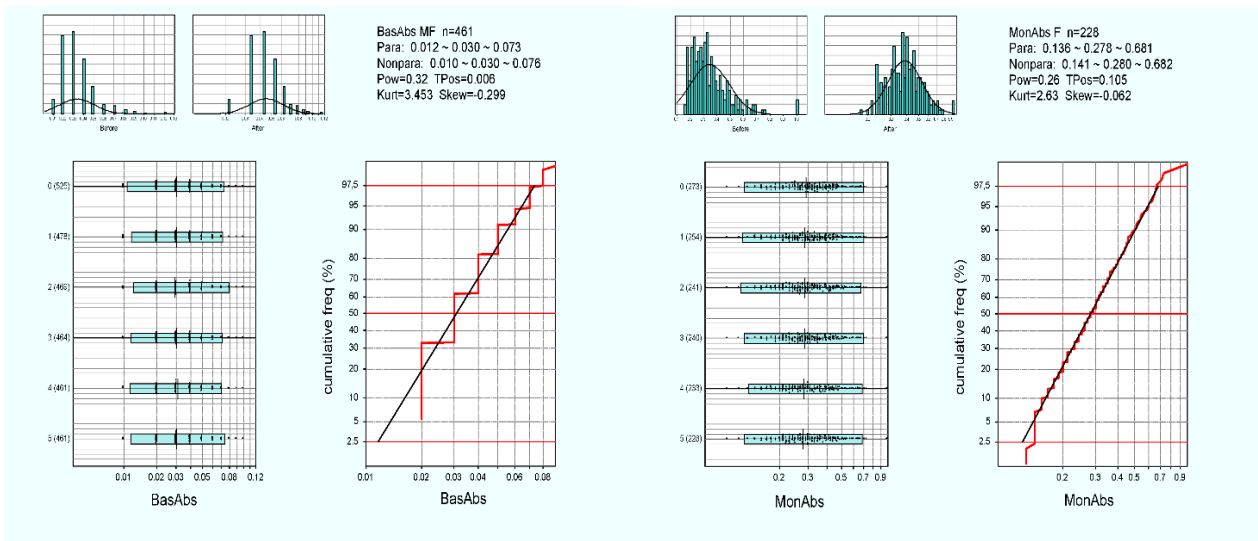 BasAbs MF n=461
Para: 0.012 ~ 0.030 ~ 0.073
Nonpara: 0.010 ~ 0.030 ~ 0.076
Pow=0.32 TPos=0.006
Kurt=3.453 Skew=-0.299
Before
After
0 (525)
1 (478)
2 (466)
3 (464)
4 (461)
5 (461)
0.01 0.02 0.03 0.05 0.08 0.12
BasAbs
cumulative freq (%)
97,5
95
90
80
70
60
50
40
30
20
10
5
2.5
0.01 0.02 0.03 0.04 0.06 0.08
BasAbs
MonAbs F n=228
Para: 0.136 ~ 0.278 ~ 0.681
Nonpara: 0.141 ~ 0.280 ~ 0.682
Pow=0.26 TPos=0.105
Kurt=2.63 Skew=-0.062
Before
After
0 (273)
1 (254)
2 (241)
3 (240)
5 (228)
0.2 0.3 0.4 0.5 0.7 0.9
MonAbs
cumulative freq (%)
97,5
95
90
80
70
60
50
40
30
20
10
5
2.5
0.2 0.3 0.4 0.5 0.7 0.9
MonAbs